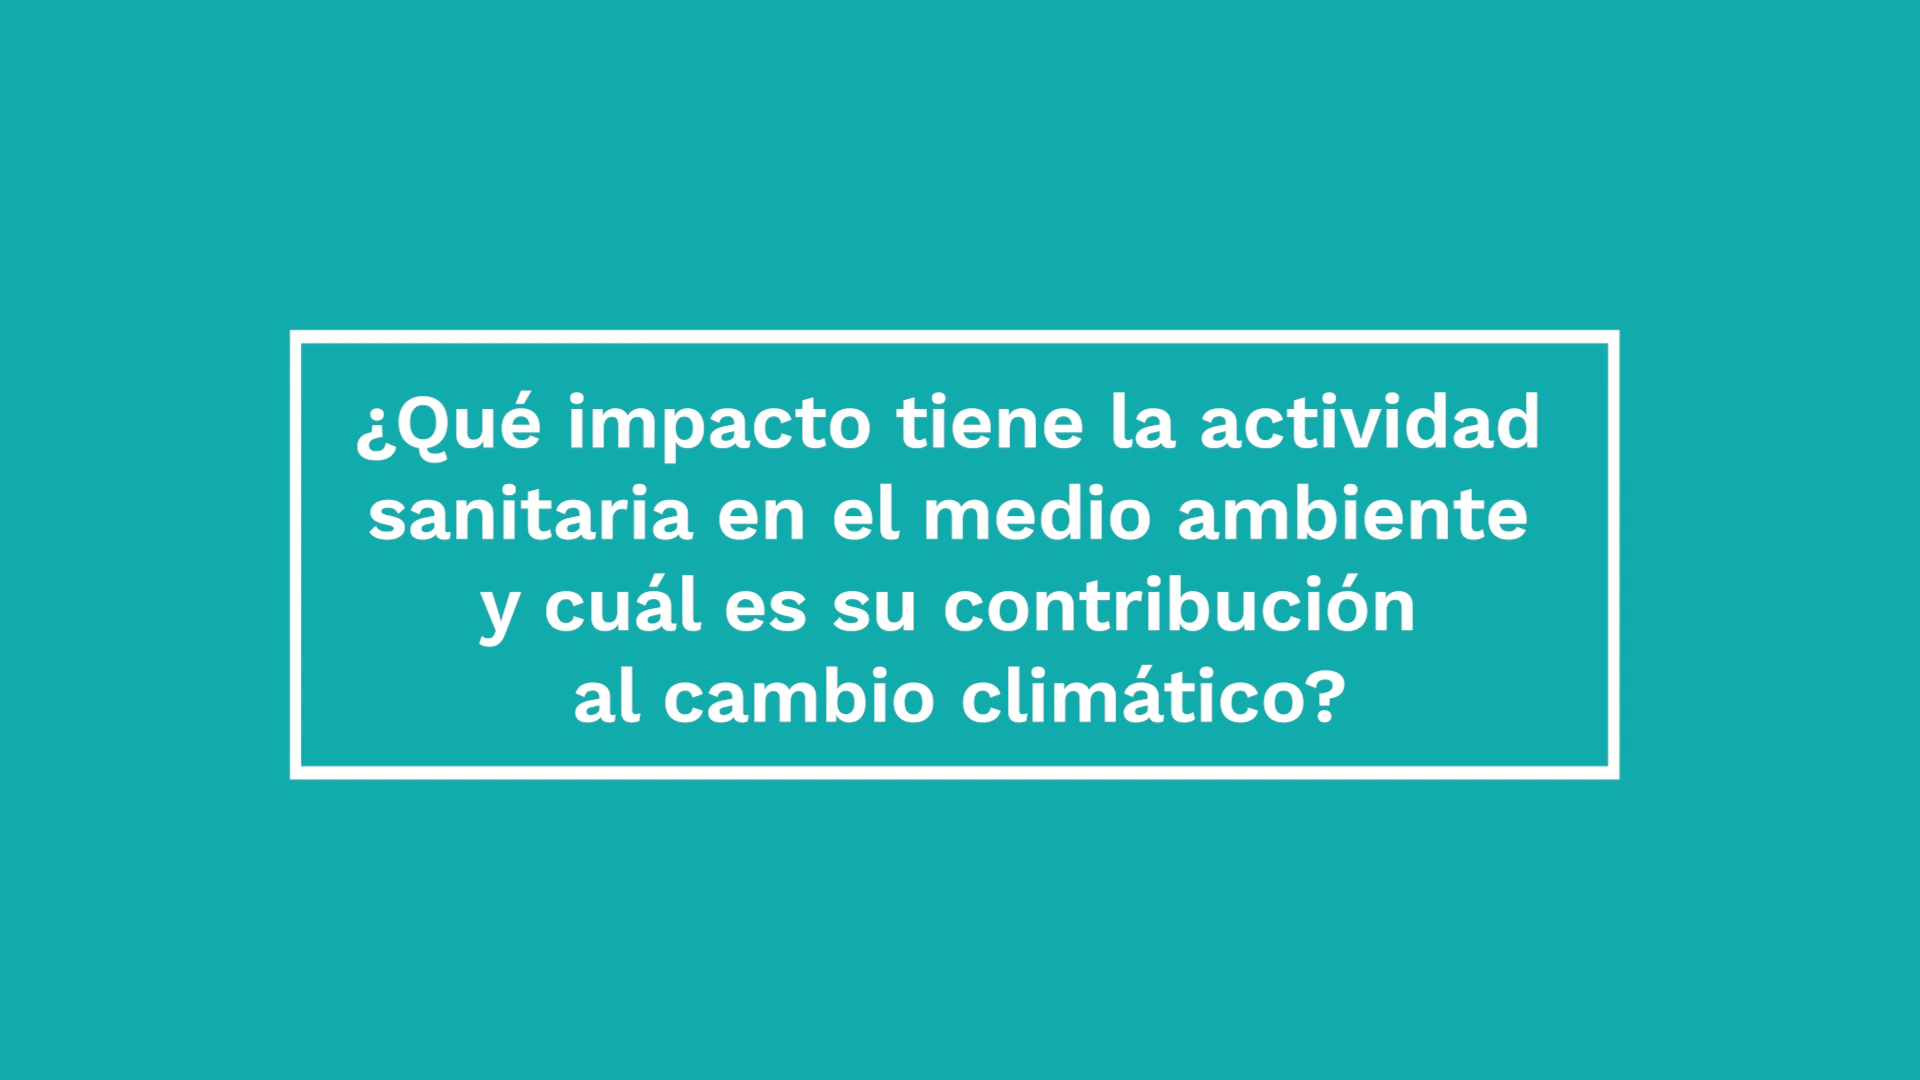 ¿Qué impacto tiene la actividad
sanitaria en el medio ambiente
y cuál es su contribución
al cambio climático?